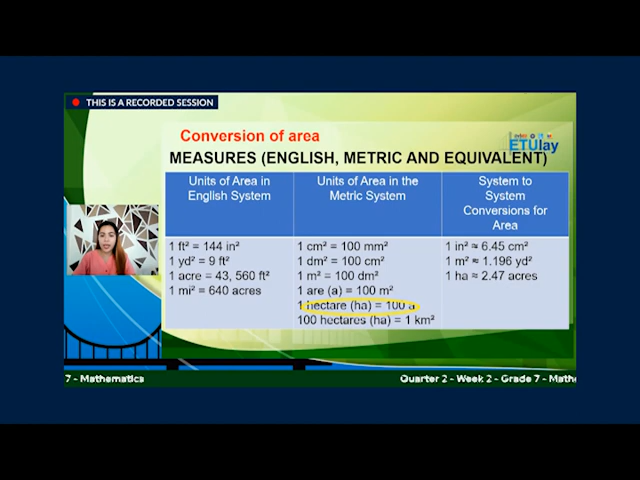 THIS IS A RECORDED SESSION
Conversion of area
ETUlay
MEASURES (ENGLISH, METRIC AND EQUIVALENT)
Units of Area in
English System
Units of Area in the
Metric System
System to
System
Conversions for
Area
1 ft² = 144 in²
1 yd² = 9 ft²
1 acre = 43, 560 ft²
1 mi² = 640 acres
1 cm² = 100 mm²
1 dm² = 100 cm²
1 m² = 100 dm²
1 are (a) = 100 m²
1 hectare (ha) = 100 a
100 hectares (ha) = 1 km²
1 in² ≈ 6.45 cm²
1 m² ≈ 1.196 yd²
1 ha ≈ 2.47 acres
7 - Mathematics
Quarter 2 - Week 2 - Grade 7 - Mathe